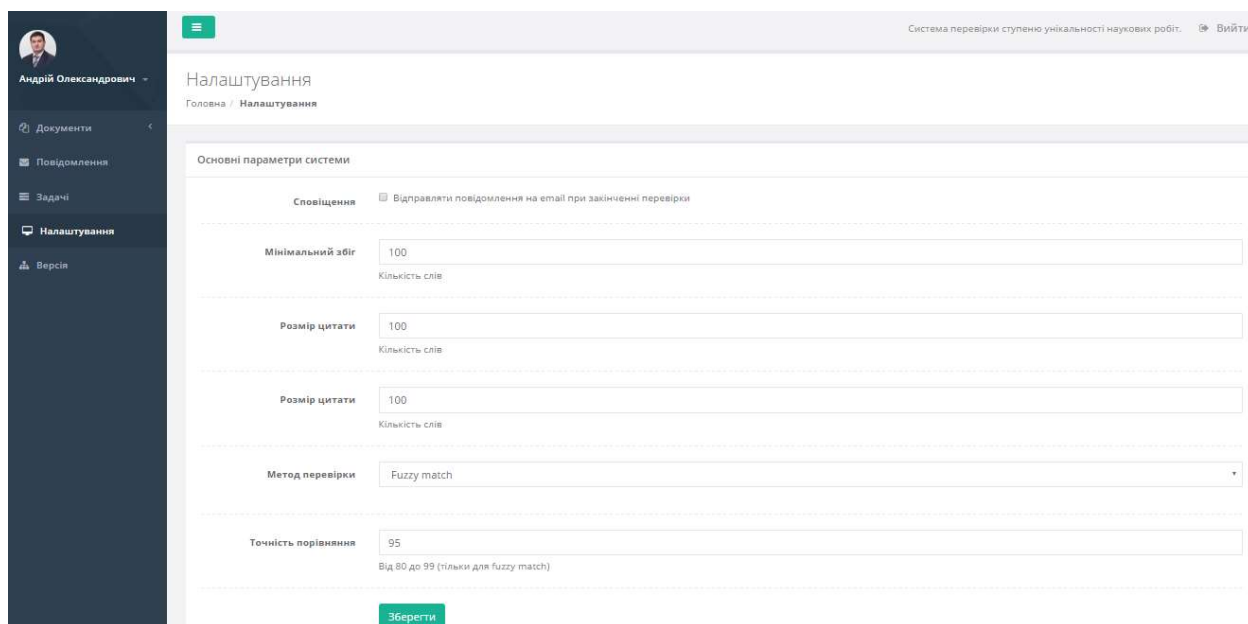 Система перевірки ступеню унікальності наукових робіт.
Вийти
Андрій Олександрович
Документи
Повідомлення
Задачі
Налаштування
Версія
Налаштування
Головна / Налаштування
Основні параметри системи
Сповіщення
Відправляти повідомлення на email при закінченні перевірки
Мінімальний збіг
100
Кількість слів
Розмір цитати
100
Кількість слів
Розмір цитати
100
Кількість слів
Метод перевірки
Fuzzy match
Точність порівняння
95
Від 80 до 99 (тільки для fuzzy match)
Зберегти